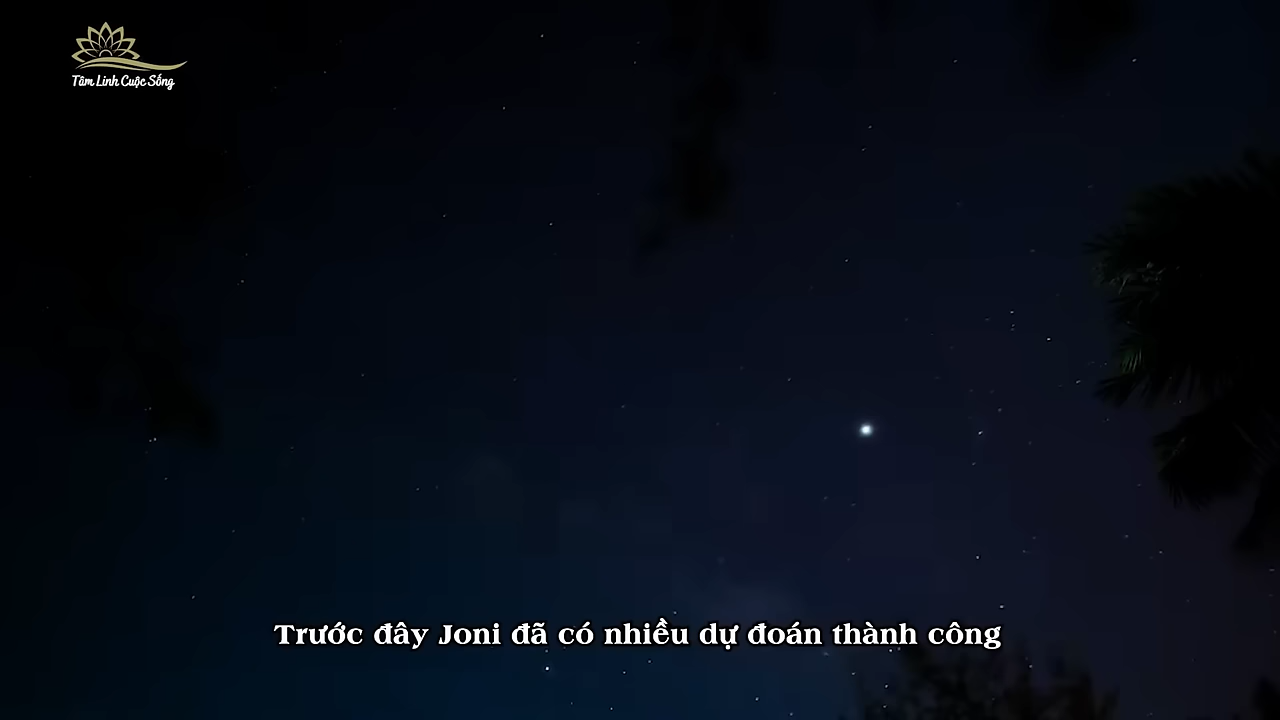 Tâm Linh Cuộc Sống
Trước đây Joni đã có nhiều dự đoán thành công